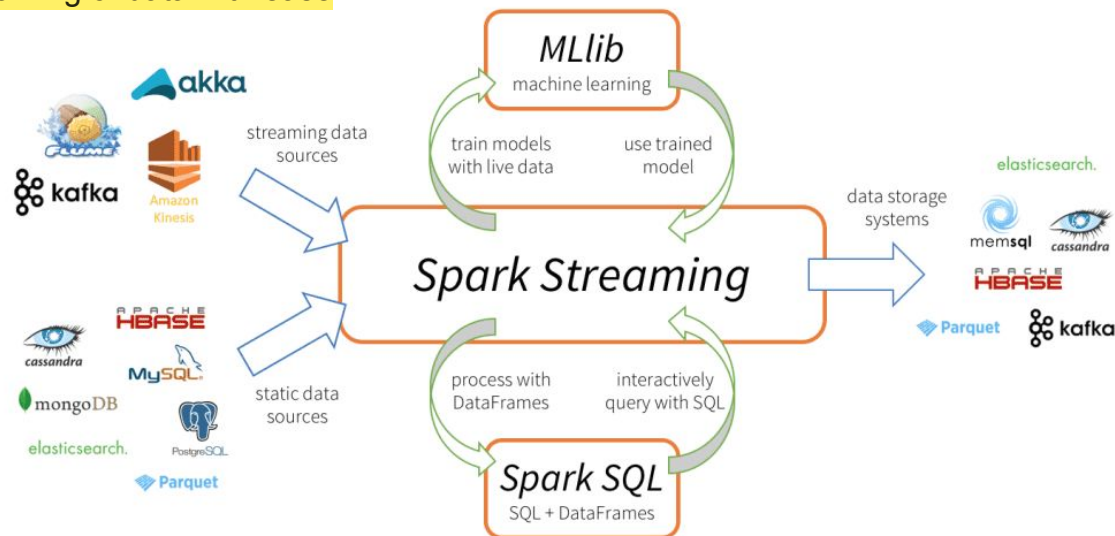 akka
FLUME
kafka
Amazon
Kinesis
streaming data
sources
MLlib
machine learning
train models
with live data
use trained
model
Spark Streaming
data storage
systems
elasticsearch.
memsql
cassandra
APACHE
HBASE
Parquet
kafka
APACHE
HBASE
cassandra
MySQL
mongoDB
PostgreSQL
elasticsearch.
Parquet
static data
sources
process with
DataFrames
interactively
query with SQL
Spark SQL
SQL + DataFrames